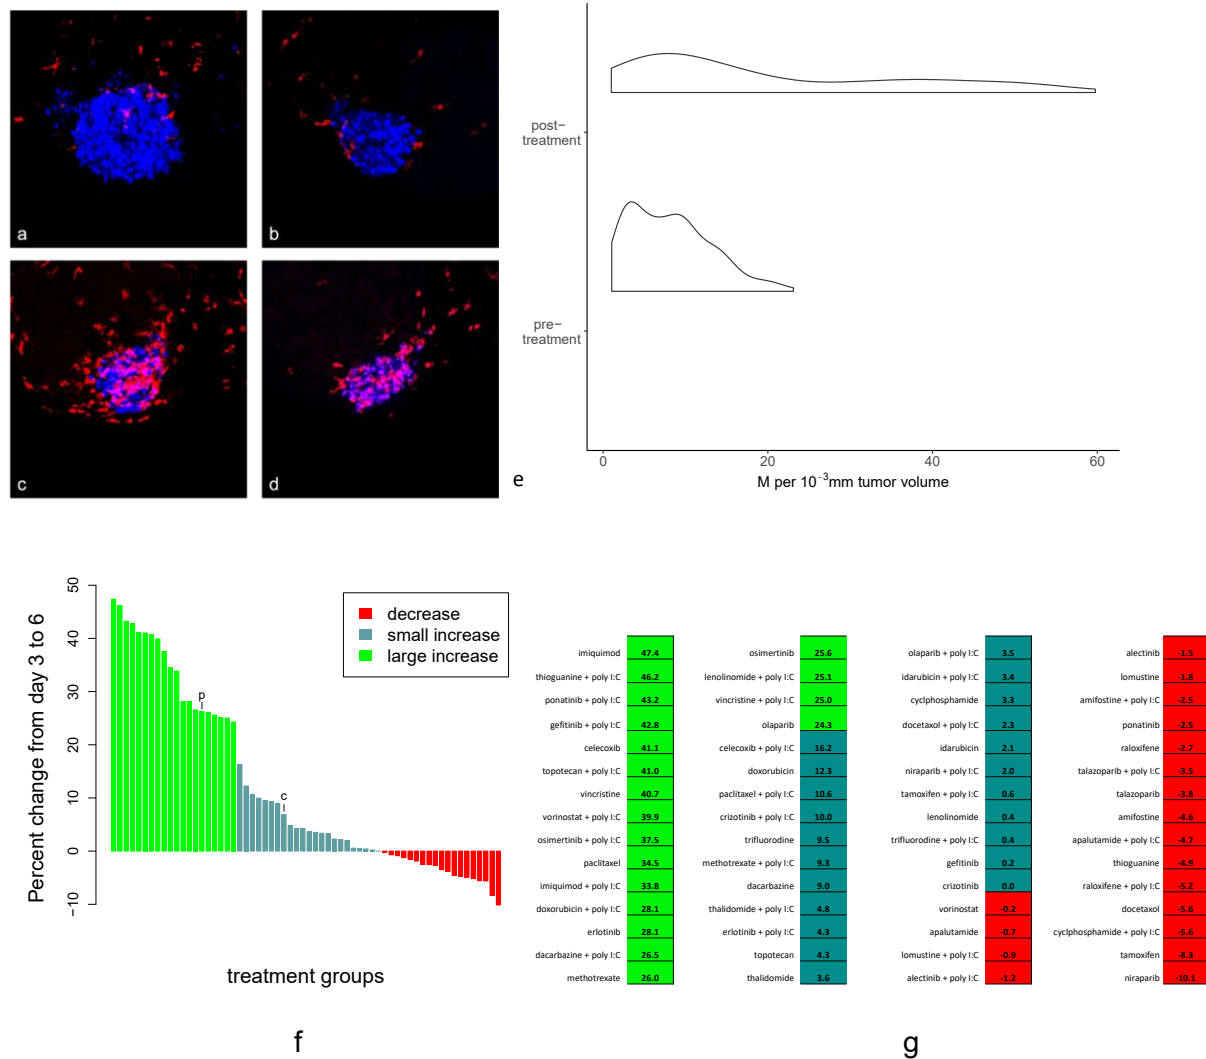 a
b
c
d
e
post-
treatment
pre-
treatment
0
20
40
60
M per 10⁻³mm tumor volume
Percent change from day 3 to 6
50
40
30
20
10
0
-10
p
c
decrease
small increase
large increase
treatment groups
f
imiquimod 47.4
thioguanine + poly I:C 46.2
ponatinib + poly I:C 43.2
gefitinib + poly I:C 42.8
celecoxib 41.1
topotecan + poly I:C 41.0
vincristine 40.7
vorinostat + poly I:C 39.9
osimertinib + poly I:C 37.5
paclitaxel 34.5
imiquimod + poly I:C 33.8
doxorubicin + poly I:C 28.1
erlotinib 28.1
dacarbazine + poly I:C 26.5
methotrexate 26.0
osimertinib 25.6
lenolinomide + poly I:C 25.1
vincristine + poly I:C 25.0
olaparib 24.3
celecoxib + poly I:C 16.2
doxorubicin 12.3
paclitaxel + poly I:C 10.6
crizotinib + poly I:C 10.0
trifluorodine 9.5
methotrexate + poly I:C 9.3
dacarbazine 9.0
thalidomide + poly I:C 4.8
erlotinib + poly I:C 4.3
topotecan 4.3
thalidomide 3.6
olaparib + poly I:C 3.5
idarubicin + poly I:C 3.4
cyclphosphamide 3.3
docetaxol + poly I:C 2.3
idarubicin 2.1
niraparib + poly I:C 2.0
tamoxifen + poly I:C 0.6
lenolinomide 0.4
trifluorodine + poly I:C 0.4
gefitinib 0.2
crizotinib 0.0
vorinostat -0.2
apalutamide -0.7
lomustine + poly I:C -0.9
alectinib + poly I:C -1.2
alectinib -1.5
lomustine -1.8
amifostine + poly I:C -2.5
ponatinib -2.5
raloxifene -2.7
talazoparib + poly I:C -3.5
talazoparib -3.8
amifostine -4.6
apalutamide + poly I:C -4.7
thioguanine -4.9
raloxifene + poly I:C -5.2
docetaxol -5.6
cyclphosphamide + poly I:C -5.6
tamoxifen -8.3
niraparib -10.1
g